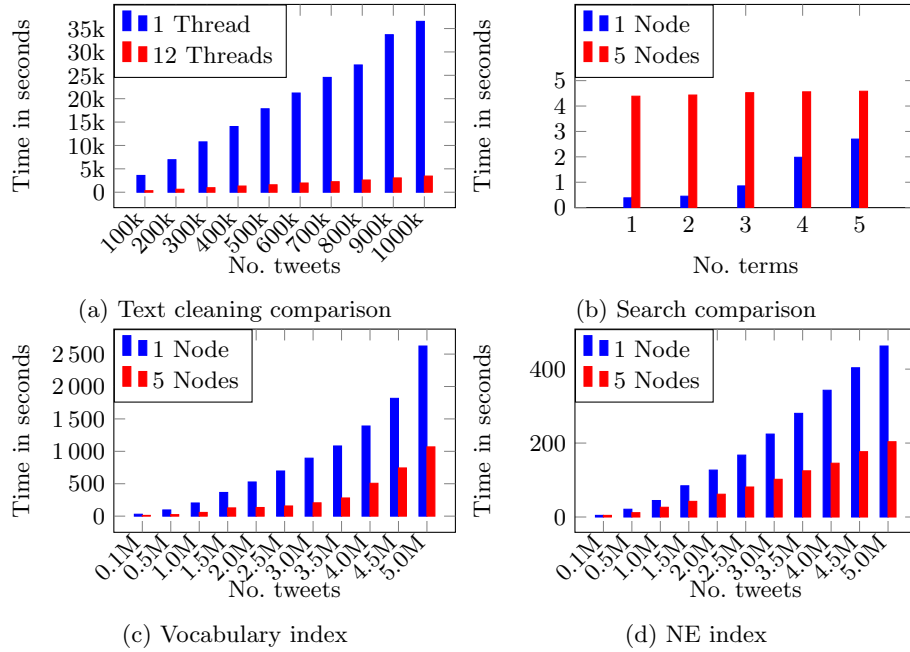 Time in seconds
35k
30k
25k
20k
15k
10k
5k
0
1 Thread
12 Threads
100k
200k
300k
400k
500k
600k
700k
800k
900k
1000k
No. tweets
(a) Text cleaning comparison
Time in seconds
5
4
3
2
1
0
1 Node
5 Nodes
1 2 3 4 5
No. terms
(b) Search comparison
Time in seconds
2 500
2 000
1 500
1 000
500
0
1 Node
5 Nodes
0.1M
0.5M
1.0M
1.5M
2.0M
2.5M
3.0M
3.5M
4.0M
4.5M
5.0M
No. tweets
(c) Vocabulary index
Time in seconds
400
200
0
1 Node
5 Nodes
0.1M
0.5M
1.0M
1.5M
2.0M
2.5M
3.0M
3.5M
4.0M
4.5M
5.0M
No. tweets
(d) NE index